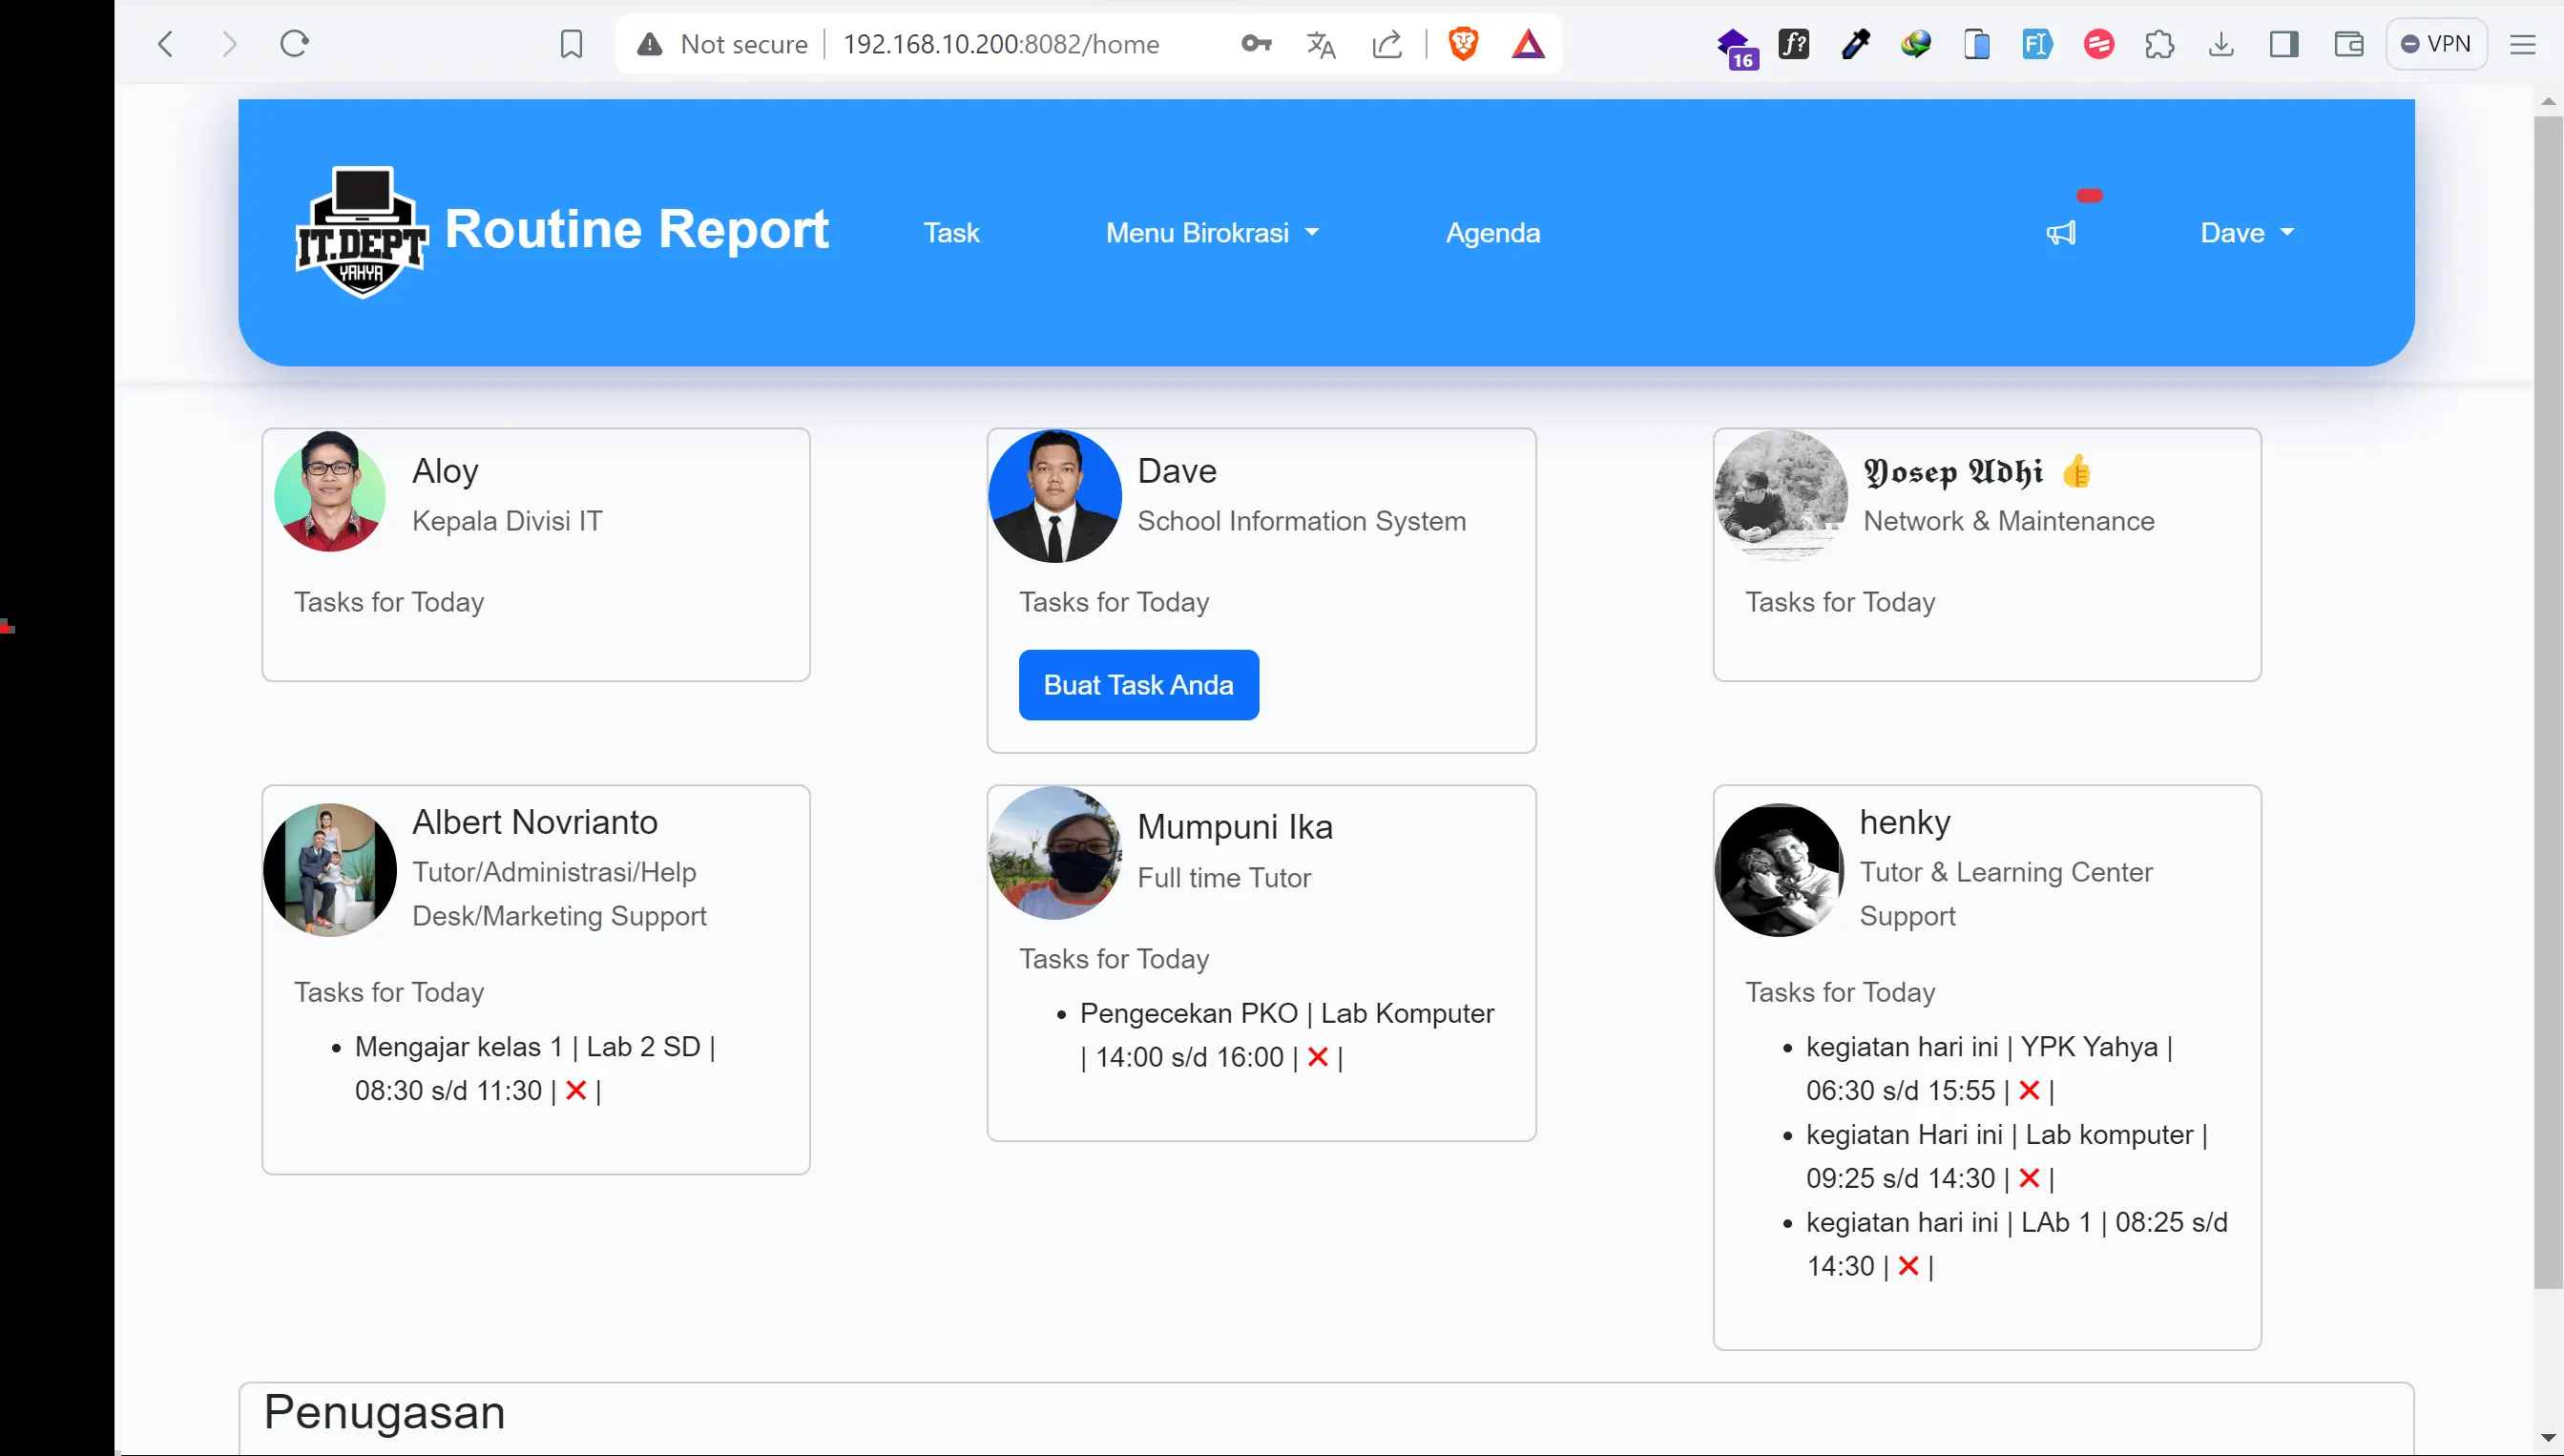 Not secure
192.168.10.200:8082/home
16
f?
FI
VPN
IT.DEPT
YAHYA
Routine Report
Task
Menu Birokrasi
Agenda
Dave
Aloy
Kepala Divisi IT
Tasks for Today
Dave
School Information System
Tasks for Today
Buat Task Anda
𝖄𝖔𝖘𝖊𝖕 𝕬𝖉𝖍𝖎 👍
Network & Maintenance
Tasks for Today
Albert Novrianto
Tutor/Administrasi/Help
Desk/Marketing Support
Tasks for Today
• Mengajar kelas 1 | Lab 2 SD |
08:30 s/d 11:30 | ❌ |
Mumpuni Ika
Full time Tutor
Tasks for Today
• Pengecekan PKO | Lab Komputer
| 14:00 s/d 16:00 | ❌ |
henky
Tutor & Learning Center
Support
Tasks for Today
• kegiatan hari ini | YPK Yahya |
06:30 s/d 15:55 | ❌ |
• kegiatan Hari ini | Lab komputer |
09:25 s/d 14:30 | ❌ |
• kegiatan hari ini | LAb 1 | 08:25 s/d
14:30 | ❌ |
Penugasan